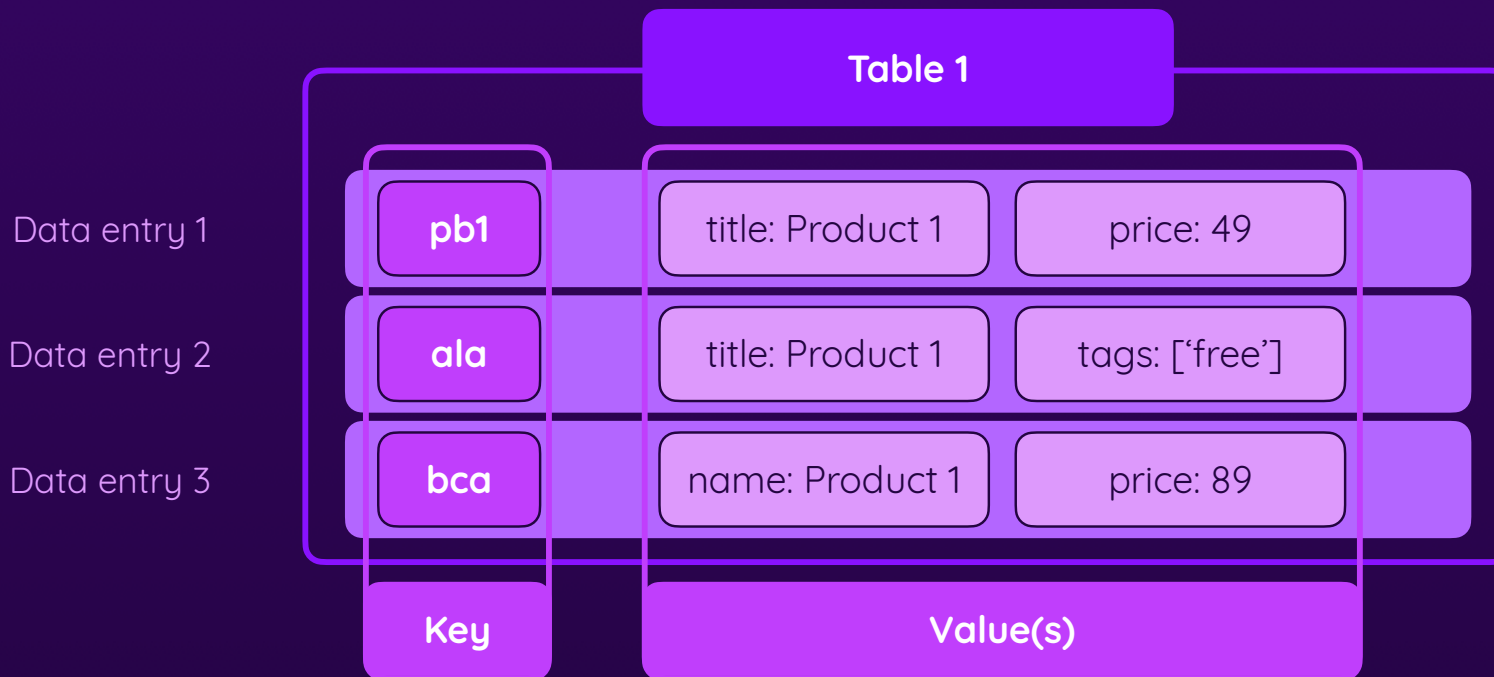 Table 1
Data entry 1 pb1 title: Product 1 price: 49
Data entry 2 ala title: Product 1 tags: [‘free’]
Data entry 3 bca name: Product 1 price: 89
Key Value(s)